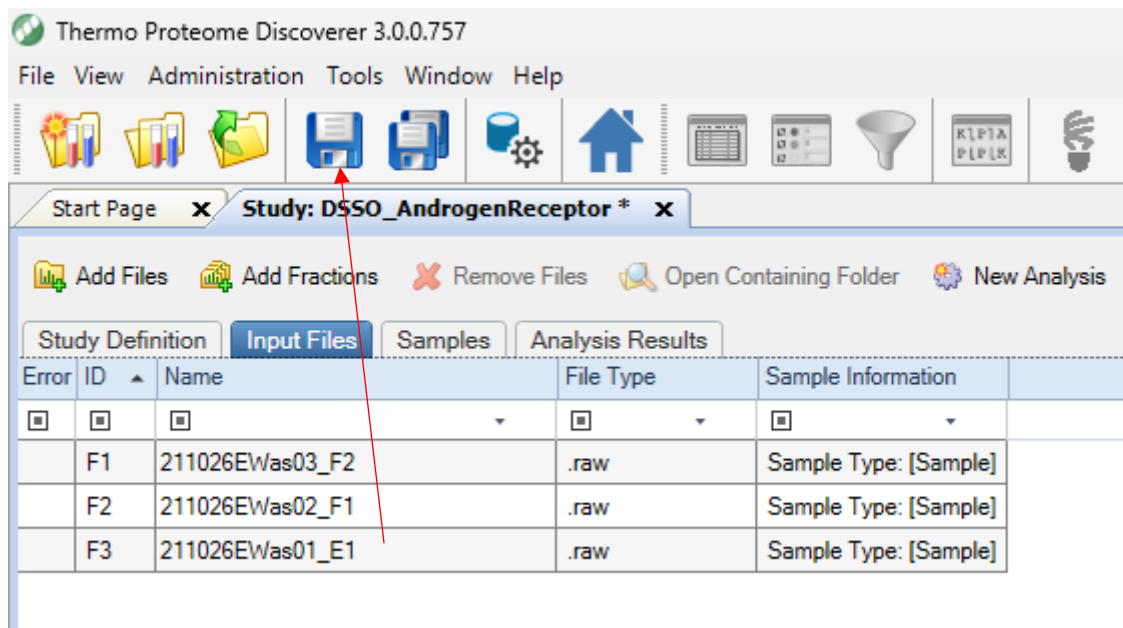 Thermo Proteome Discoverer 3.0.0.757
File View Administration Tools Window Help
K|P|A
P|P|K
Start Page x Study: DSSO_AndrogenReceptor * x
Add Files Add Fractions Remove Files Open Containing Folder New Analysis
Study Definition Input Files Samples Analysis Results
Error ID Name File Type Sample Information
F1 211026EWas03_F2 .raw Sample Type: [Sample]
F2 211026EWas02_F1 .raw Sample Type: [Sample]
F3 211026EWas01_E1 .raw Sample Type: [Sample]